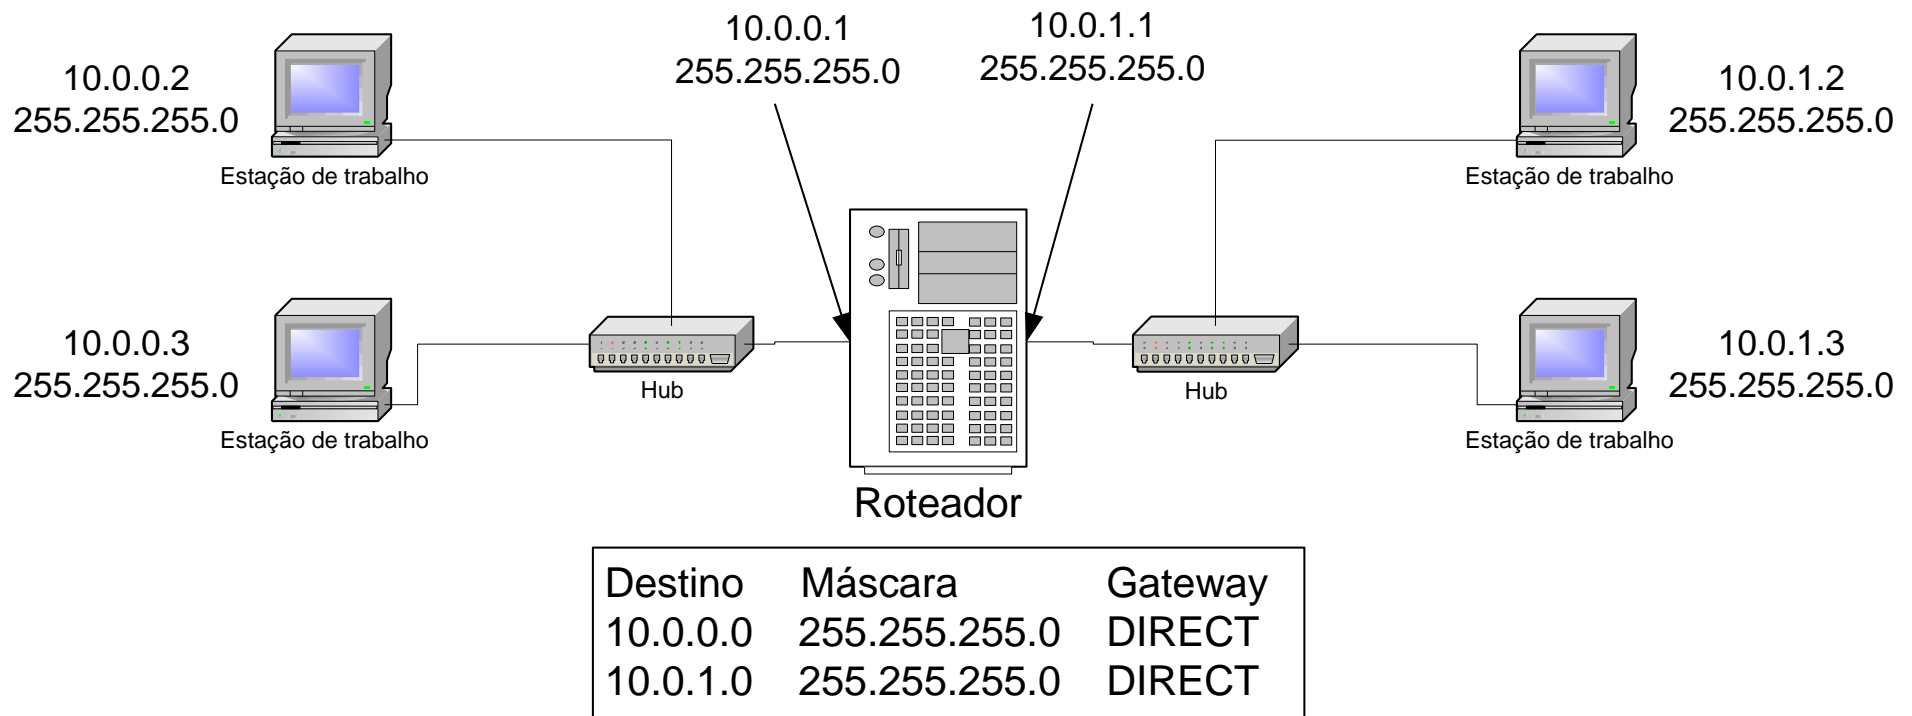 10.0.0.1
255.255.255.0
10.0.1.1
255.255.255.0
10.0.0.2
255.255.255.0
Estação de trabalho
10.0.1.2
255.255.255.0
Estação de trabalho
10.0.0.3
255.255.255.0
Estação de trabalho
Hub
Hub
10.0.1.3
255.255.255.0
Estação de trabalho
Roteador
Destino Máscara Gateway
10.0.0.0 255.255.255.0 DIRECT
10.0.1.0 255.255.255.0 DIRECT